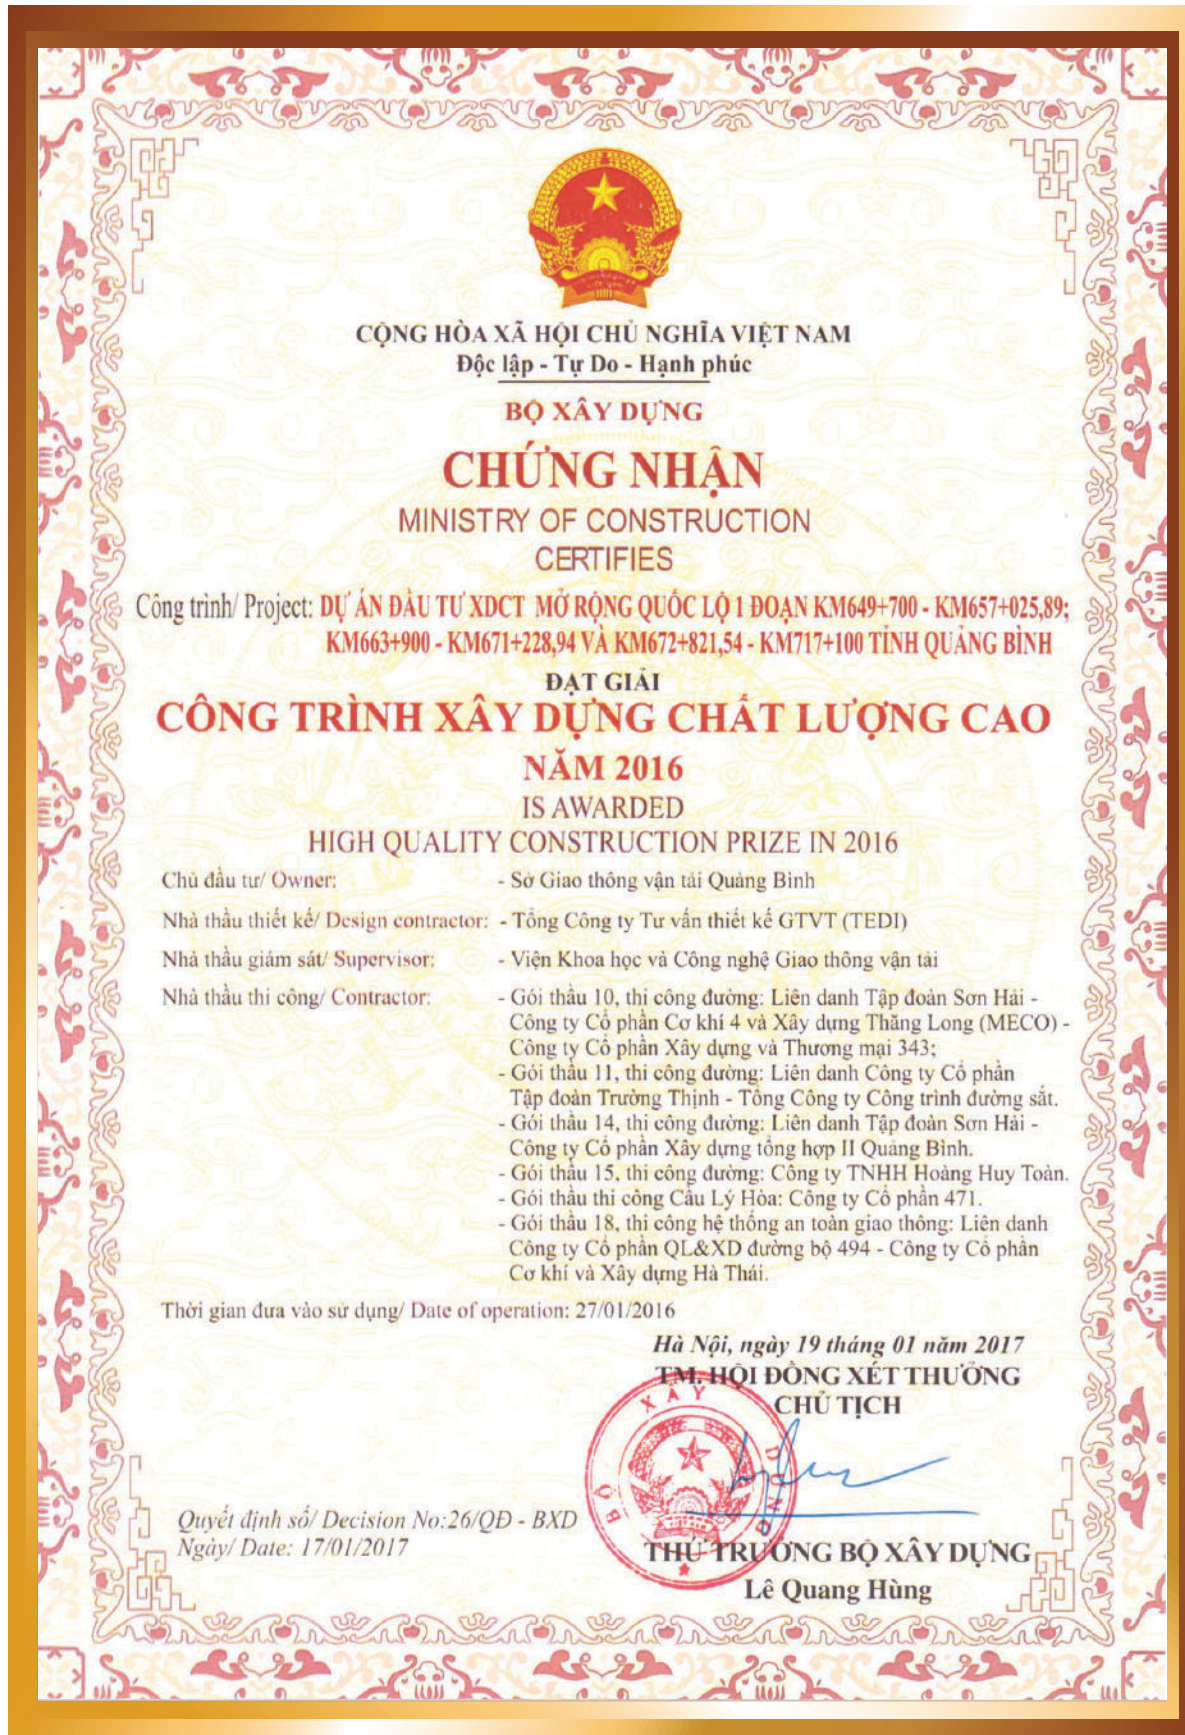 CỘNG HÒA XÃ HỘI CHỦ NGHĨA VIỆT NAM
Độc lập - Tự Do - Hạnh phúc
BỘ XÂY DỰNG
CHỨNG NHẬN
MINISTRY OF CONSTRUCTION
CERTIFIES
Công trình/ Project: DỰ ÁN ĐẦU TƯ XDCT MỞ RỘNG QUỐC LỘ 1 ĐOẠN KM649+700 - KM657+025,89;
KM663+900 - KM671+228,94 VÀ KM672+821,54 - KM717+100 TỈNH QUẢNG BÌNH
ĐẠT GIẢI
CÔNG TRÌNH XÂY DỰNG CHẤT LƯỢNG CAO
NĂM 2016
IS AWARDED
HIGH QUALITY CONSTRUCTION PRIZE IN 2016
Chủ đầu tư/ Owner: - Sở Giao thông vận tải Quảng Bình
Nhà thầu thiết kế/ Design contractor: - Tổng Công ty Tư vấn thiết kế GTVT (TEDI)
Nhà thầu giám sát/ Supervisor: - Viện Khoa học và Công nghệ Giao thông vận tải
Nhà thầu thi công/ Contractor: - Gói thầu 10, thi công đường: Liên danh Tập đoàn Sơn Hải -
Công ty Cổ phần Cơ khí 4 và Xây dựng Thăng Long (MECO) -
Công ty Cổ phần Xây dựng và Thương mại 343;
- Gói thầu 11, thi công đường: Liên danh Công ty Cổ phần
Tập đoàn Trường Thịnh - Tổng Công ty Công trình đường sắt.
- Gói thầu 14, thi công đường: Liên danh Tập đoàn Sơn Hải -
Công ty Cổ phần Xây dựng tổng hợp II Quảng Bình.
- Gói thầu 15, thi công đường: Công ty TNHH Hoàng Huy Toàn.
- Gói thầu thi công Cầu Lý Hòa: Công ty Cổ phần 471.
- Gói thầu 18, thi công hệ thống an toàn giao thông: Liên danh
Công ty Cổ phần QL&XD đường bộ 494 - Công ty Cổ phần
Cơ khí và Xây dựng Hà Thái.
Thời gian đưa vào sử dụng/ Date of operation: 27/01/2016
Hà Nội, ngày 19 tháng 01 năm 2017
TM. HỘI ĐỒNG XÉT THƯỞNG
CHỦ TỊCH
BỘ XÂY DỰNG
Quyết định số/ Decision No:26/QĐ - BXD
Ngày/ Date: 17/01/2017
THỨ TRƯỞNG BỘ XÂY DỰNG
Lê Quang Hùng